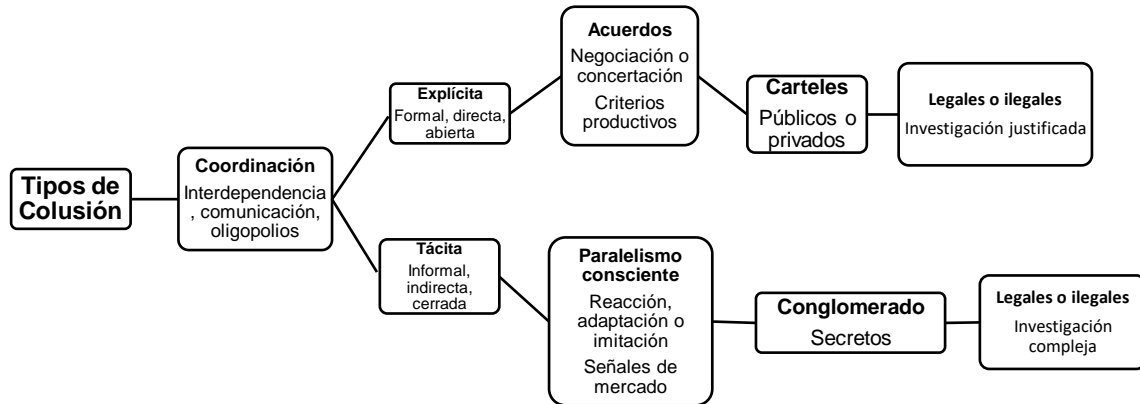 Tipos de
Colusión
Coordinación
Interdependencia
, comunicación,
oligopolios
Explícita
Formal, directa,
abierta
Acuerdos
Negociación o
concertación
Criterios
productivos
Carteles
Públicos o
privados
Legales o ilegales
Investigación justificada
Tácita
Informal,
indirecta,
cerrada
Paralelismo
consciente
Reacción,
adaptación o
imitación
Señales de
mercado
Conglomerado
Secretos
Legales o ilegales
Investigación
compleja